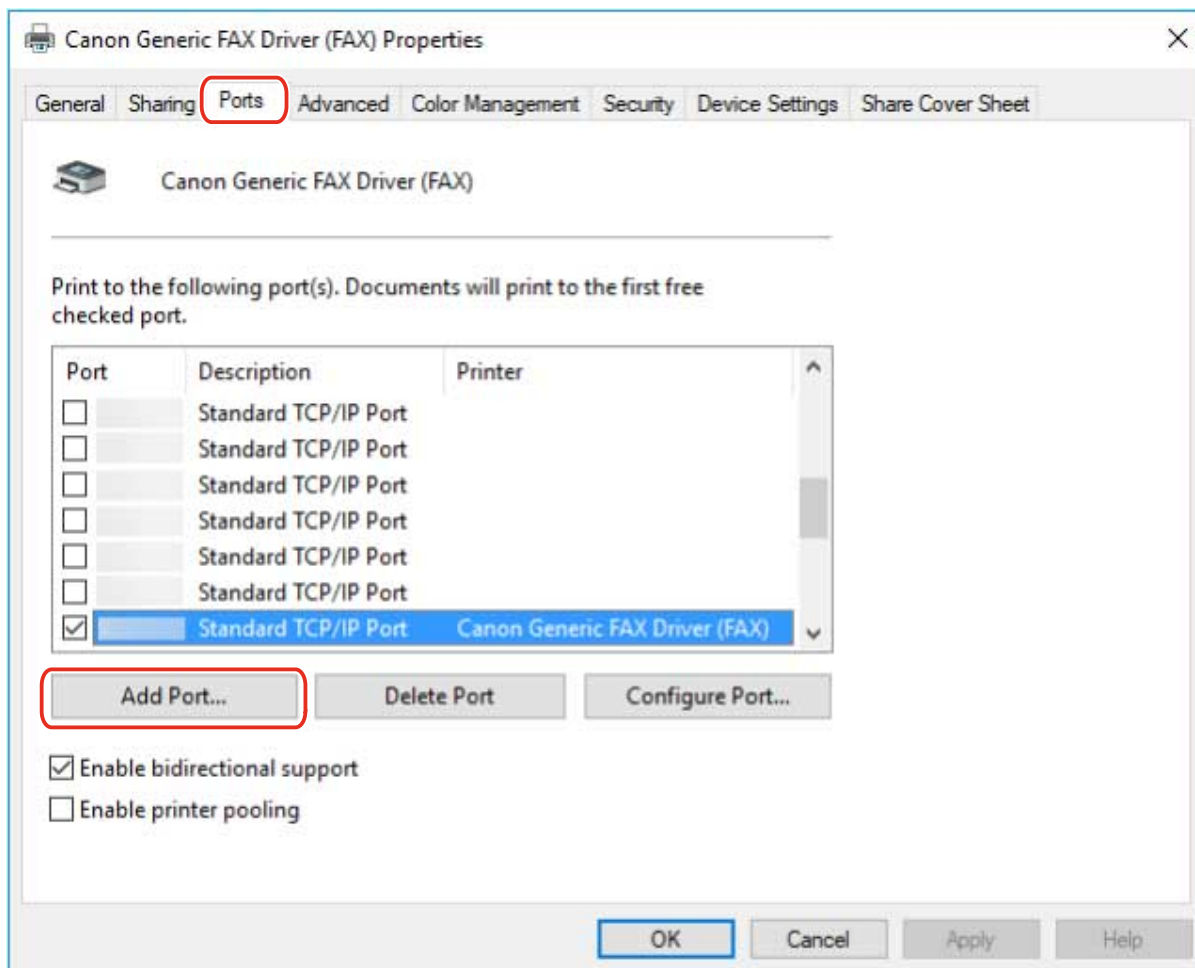 Canon Generic FAX Driver (FAX) Properties
General Sharing Ports Advanced Color Management Security Device Settings Share Cover Sheet
Canon Generic FAX Driver (FAX)
Print to the following port(s). Documents will print to the first free
checked port.
Port Description Printer
Standard TCP/IP Port
Standard TCP/IP Port
Standard TCP/IP Port
Standard TCP/IP Port
Standard TCP/IP Port
Standard TCP/IP Port
Standard TCP/IP Port Canon Generic FAX Driver (FAX)
Add Port... Delete Port Configure Port...
Enable bidirectional support
Enable printer pooling
OK Cancel Apply Help